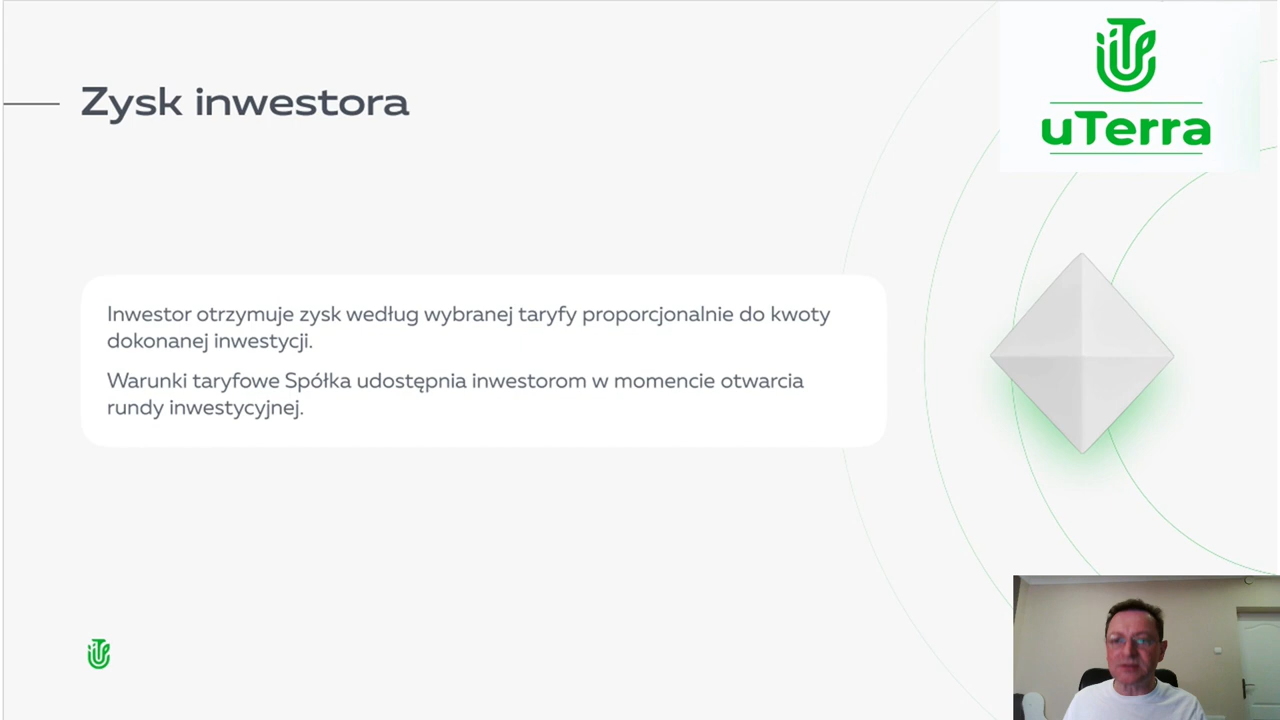 Zysk inwestora
uTerra
Inwestor otrzymuje zysk według wybranej taryfy proporcjonalnie do kwoty
dokonanej inwestycji.
Warunki taryfowe Spółka udostępnia inwestorom w momencie otwarcia
rundy inwestycyjnej.